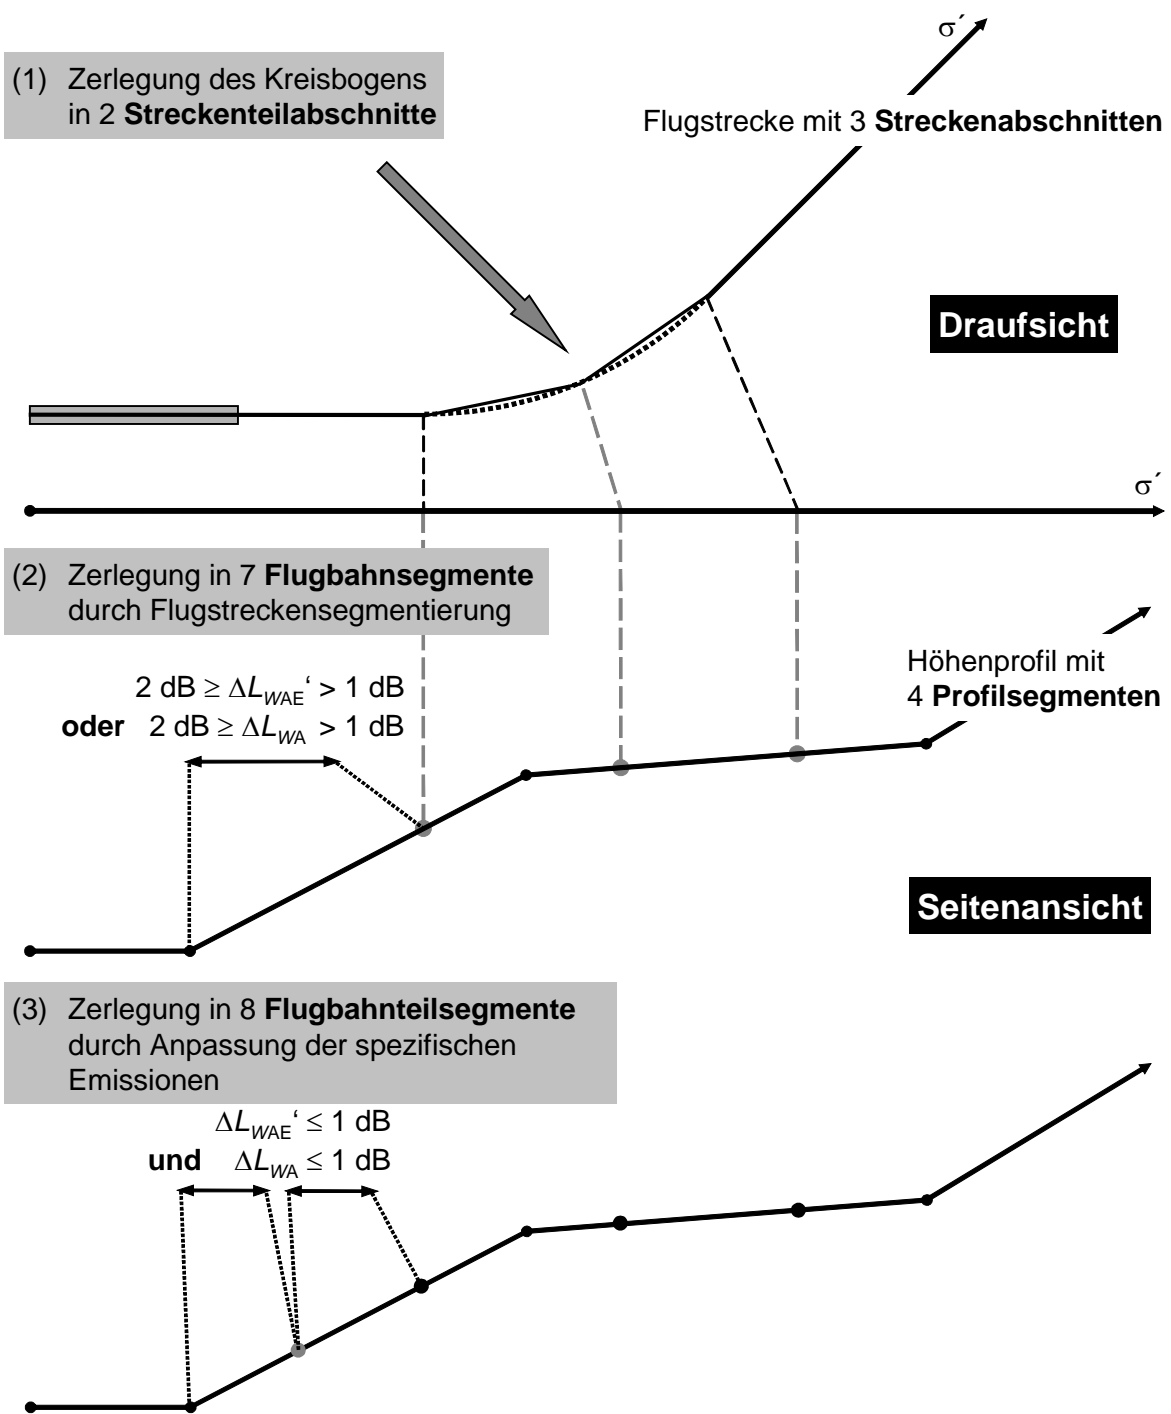 σ´
(1) Zerlegung des Kreisbogens
in 2 Streckenteilabschnitte
Flugstrecke mit 3 Streckenabschnitten
Draufsicht
σ´
(2) Zerlegung in 7 Flugbahnsegmente
durch Flugstreckensegmentierung
Höhenprofil mit
4 Profilsegmenten
2 dB ≥ ΔL_WAE‘ > 1 dB
oder 2 dB ≥ ΔL_WA > 1 dB
Seitenansicht
(3) Zerlegung in 8 Flugbahnteilsegmente
durch Anpassung der spezifischen
Emissionen
ΔL_WAE‘ ≤ 1 dB
und ΔL_WA ≤ 1 dB